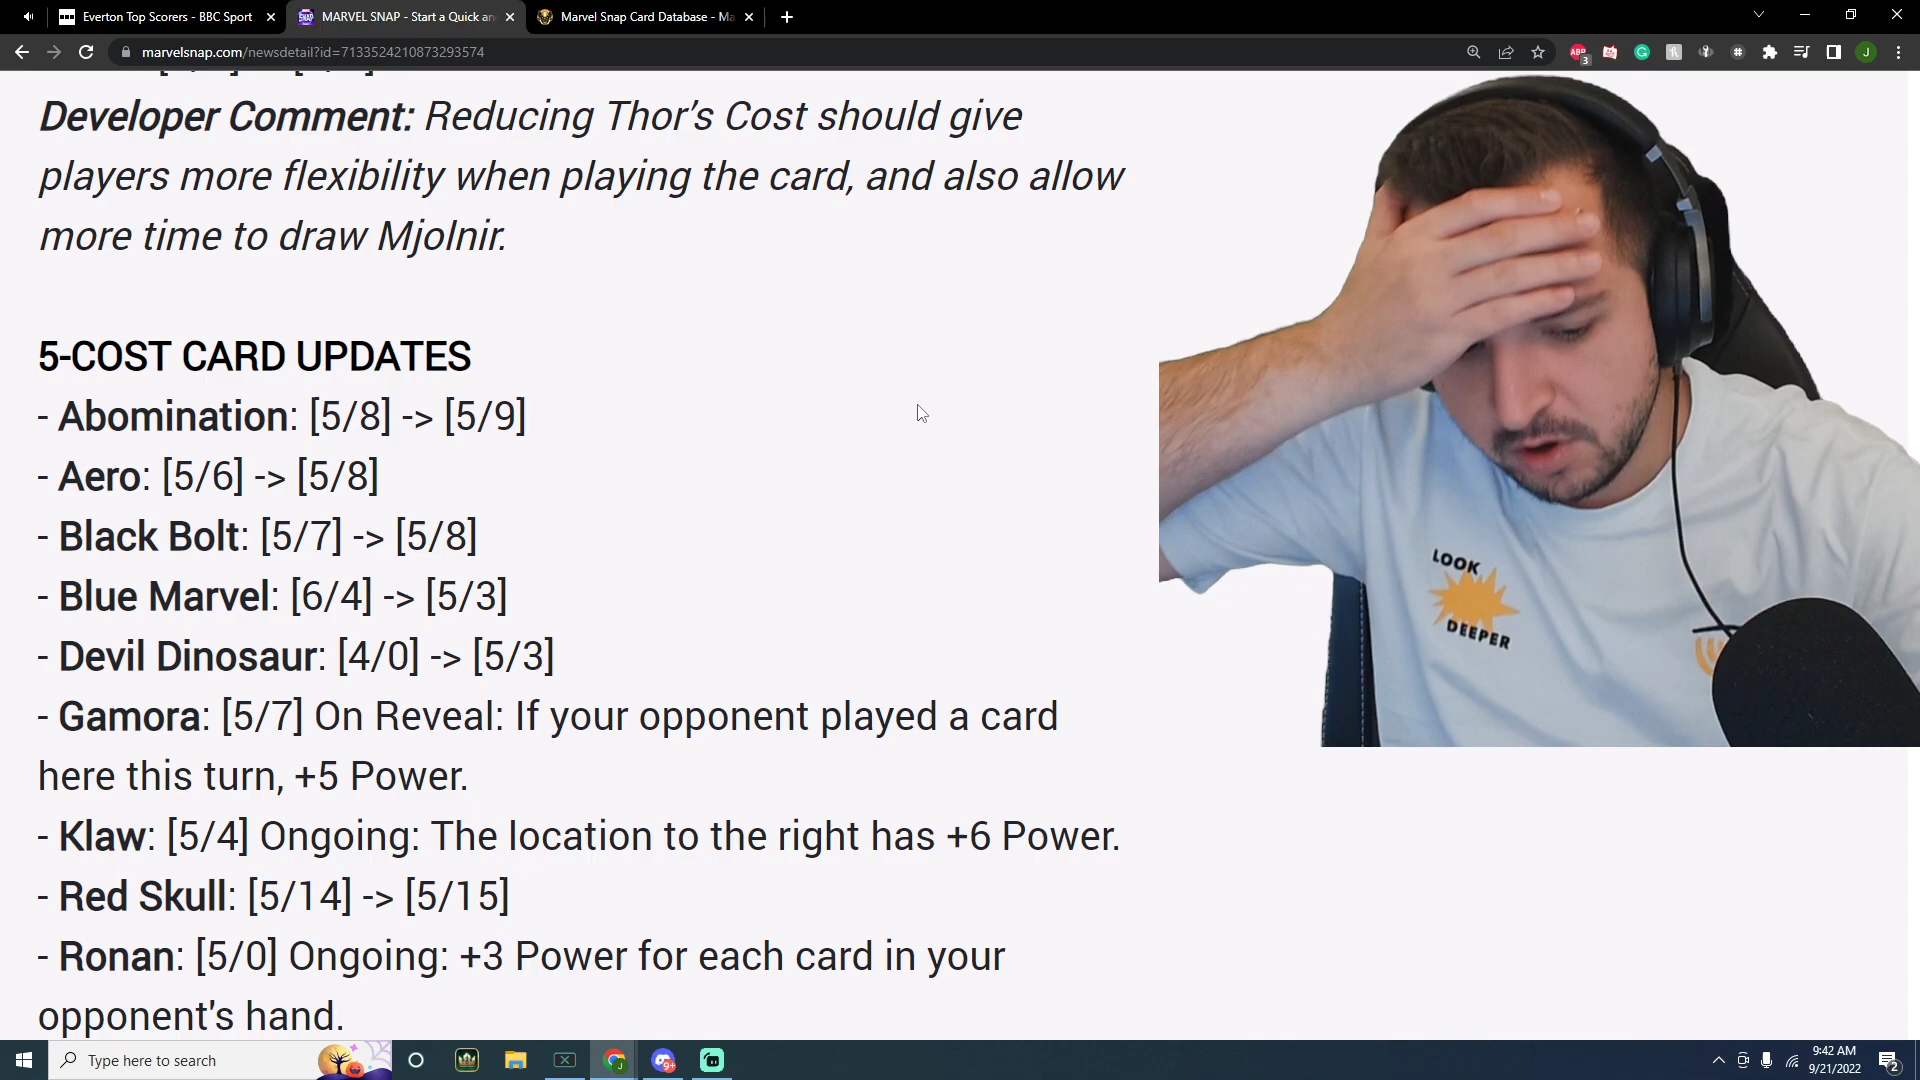 Everton Top Scorers - BBC Sport
MARVEL SNAP - Start a Quick an
Marvel Snap Card Database - Ma
marvelsnap.com/newsdetail?id=7133524210873293574
ABP
3
J
Developer Comment: Reducing Thor's Cost should give
players more flexibility when playing the card, and also allow
more time to draw Mjolnir.
5-COST CARD UPDATES
- Abomination: [5/8] -> [5/9]
- Aero: [5/6] -> [5/8]
- Black Bolt: [5/7] -> [5/8]
- Blue Marvel: [6/4] -> [5/3]
- Devil Dinosaur: [4/0] -> [5/3]
- Gamora: [5/7] On Reveal: If your opponent played a card
here this turn, +5 Power.
- Klaw: [5/4] Ongoing: The location to the right has +6 Power.
- Red Skull: [5/14] -> [5/15]
- Ronan: [5/0] Ongoing: +3 Power for each card in your
opponent's hand.
LOOK
DEEPER
Type here to search
9+
9:42 AM
9/21/2022
2